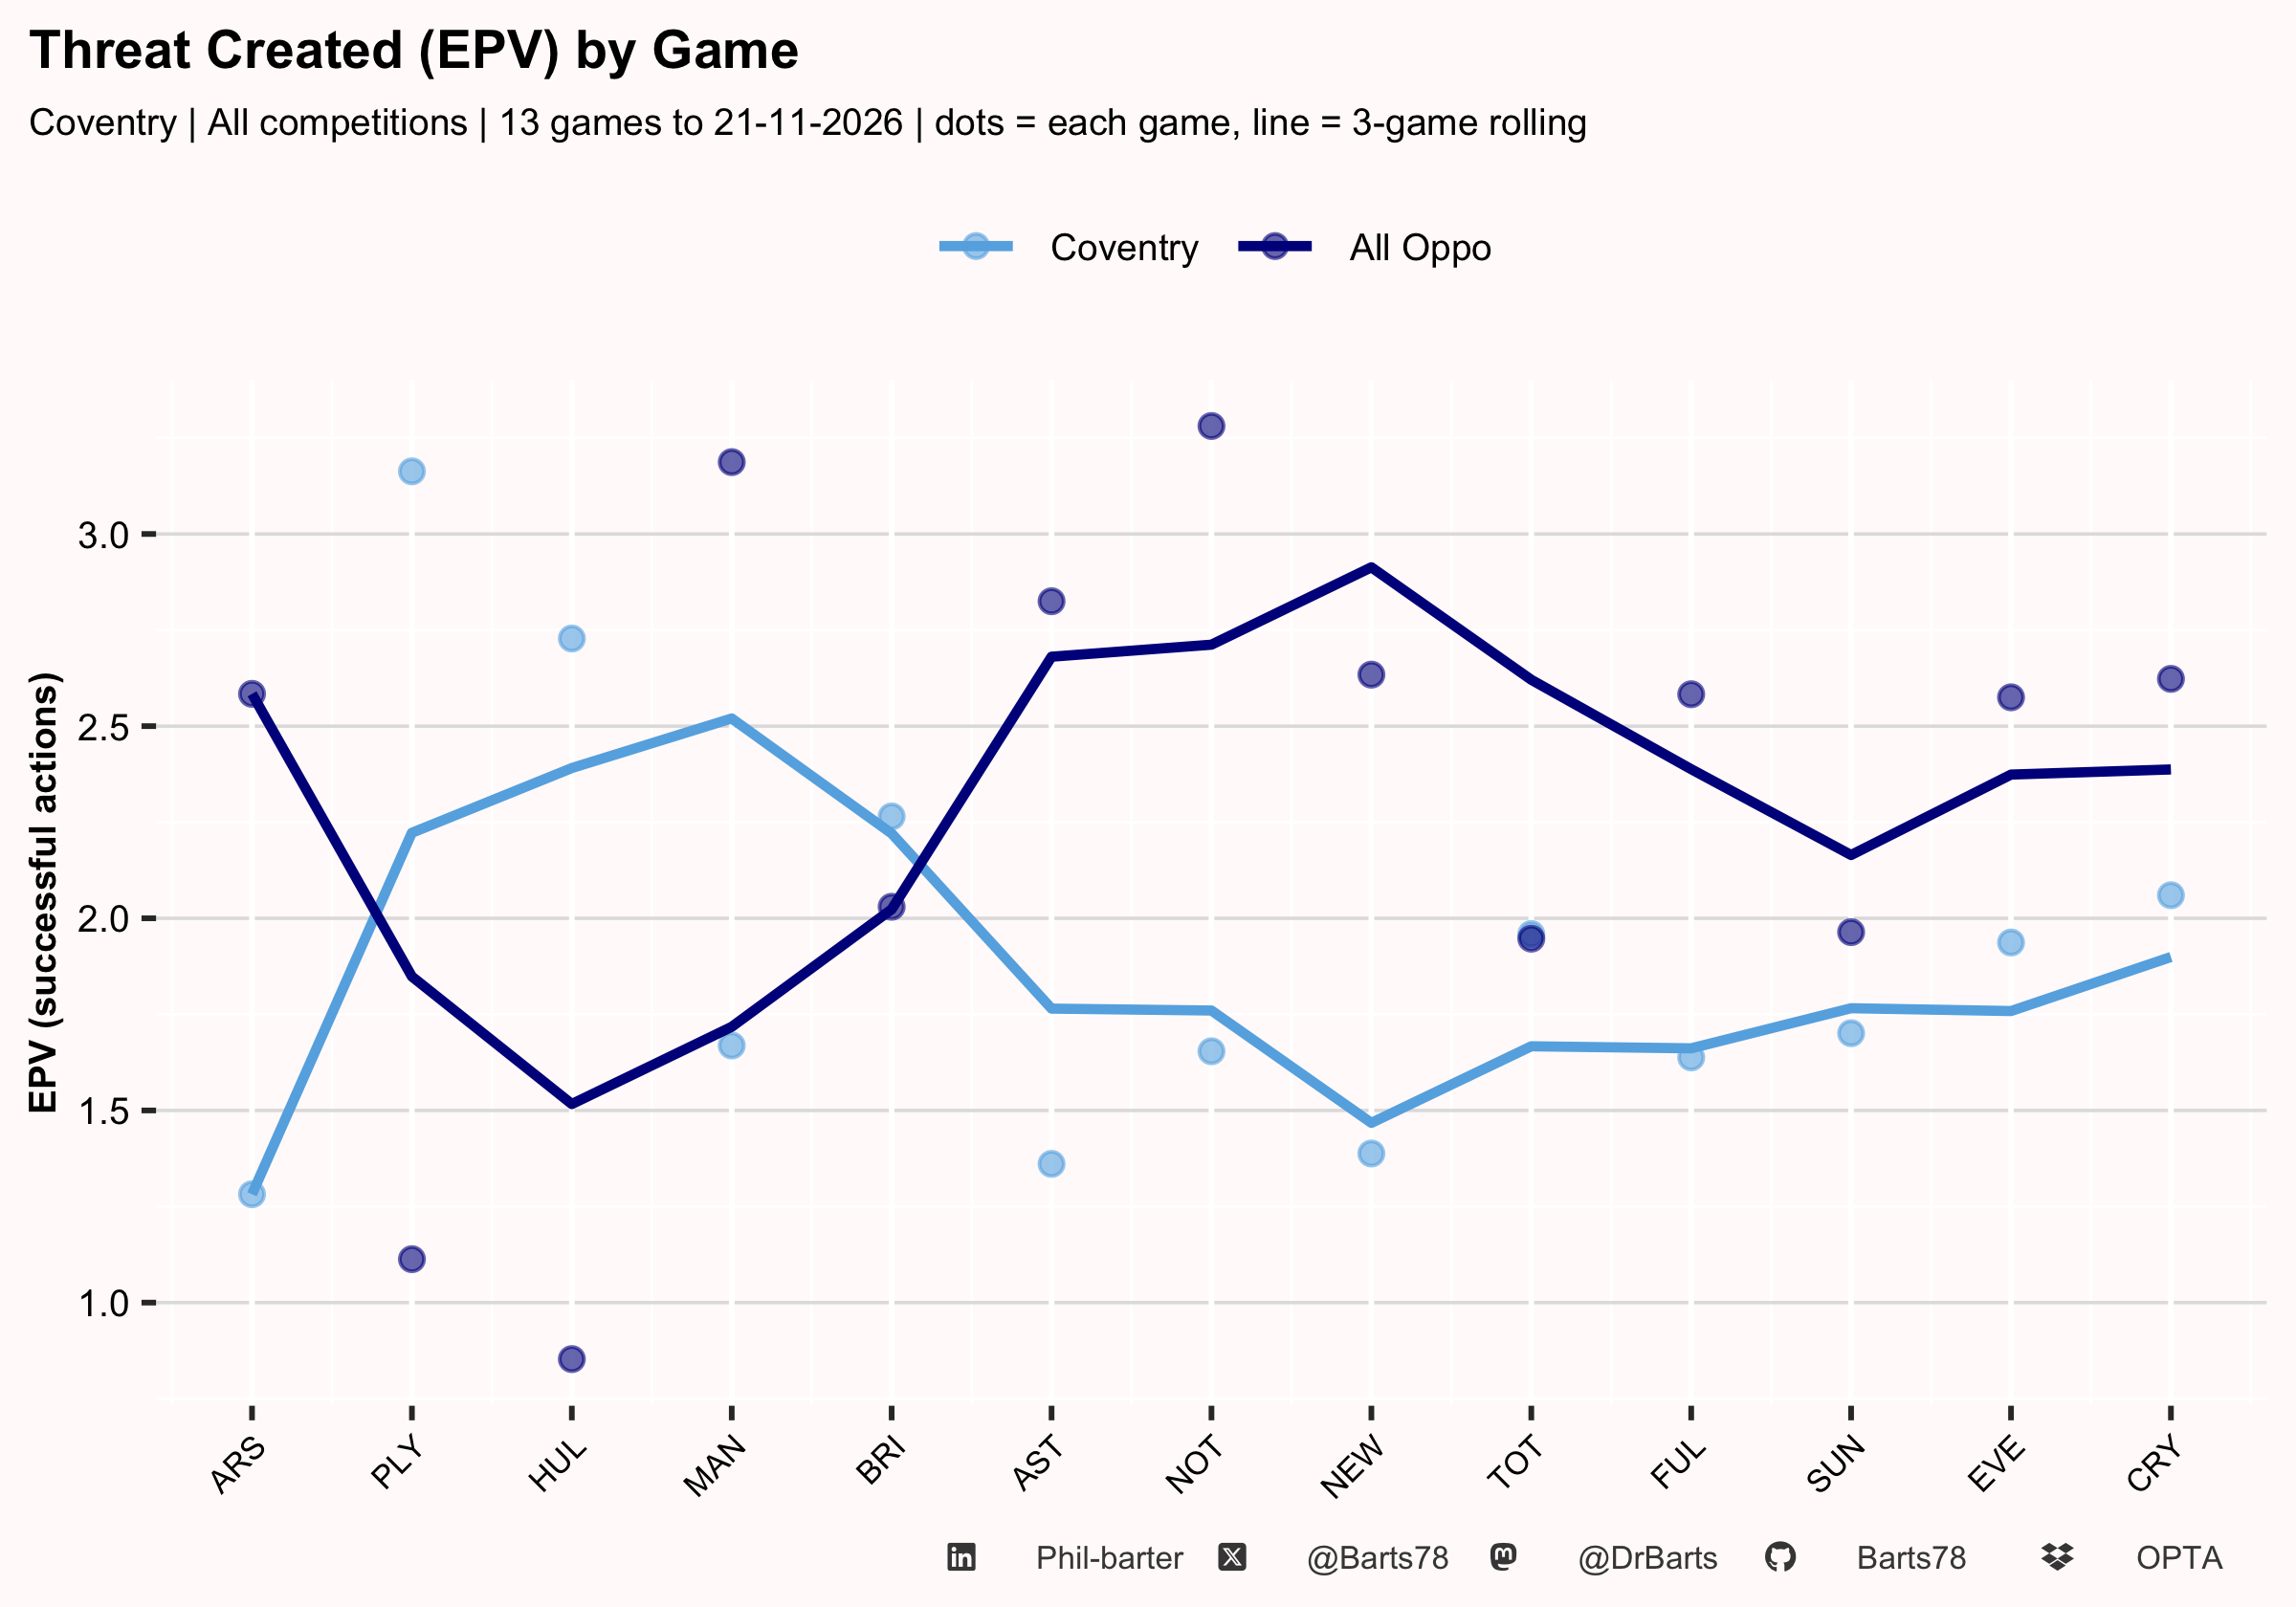 Threat Created (EPV) by Game
Coventry | All competitions | 13 games to 21-11-2026 | dots = each game, line = 3-game rolling
Coventry All Oppo
EPV (successful actions)
3.0
2.5
2.0
1.5
1.0
ARS PLY HUL MAN BRI AST NOT NEW TOT FUL SUN EVE CRY
Phil-barter @Barts78 @DrBarts Barts78 OPTA